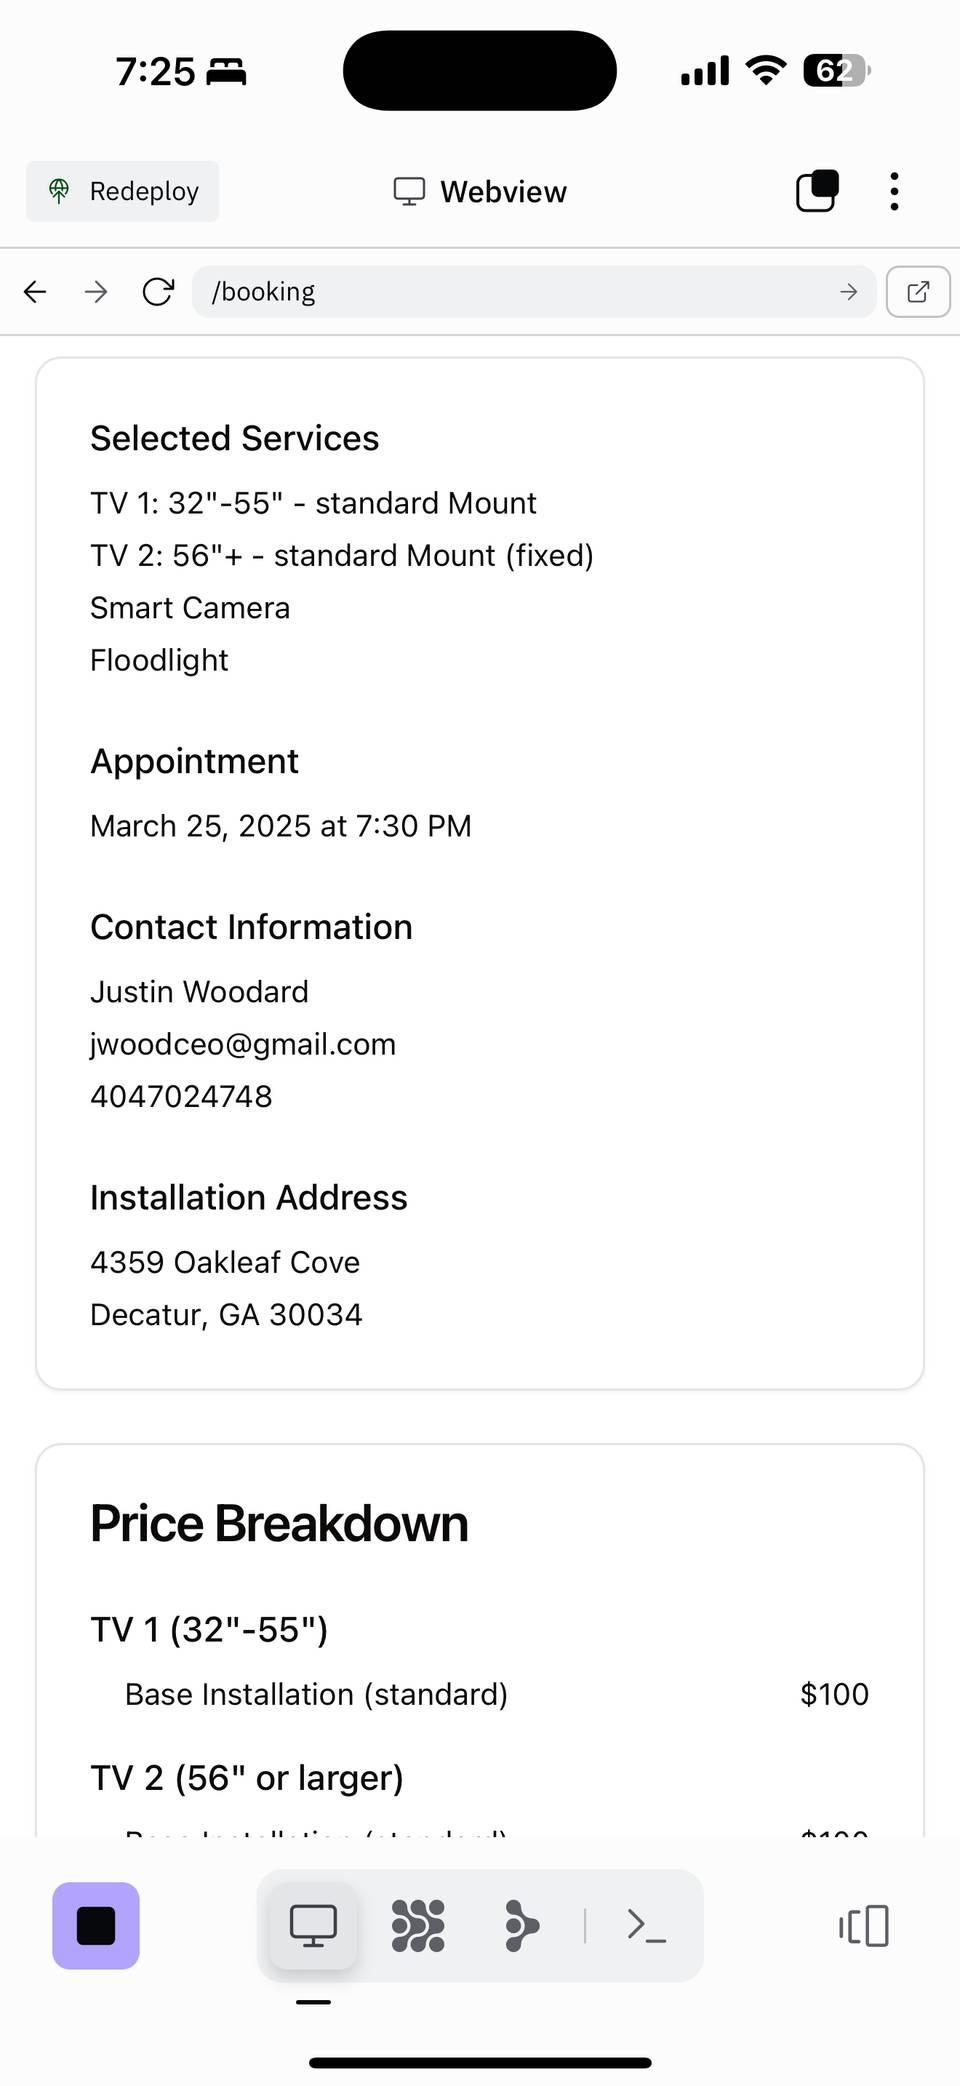 7:25
62
Redeploy
Webview
/booking
Selected Services
TV 1: 32"-55" - standard Mount
TV 2: 56"+ - standard Mount (fixed)
Smart Camera
Floodlight
Appointment
March 25, 2025 at 7:30 PM
Contact Information
Justin Woodard
jwoodceo@gmail.com
4047024748
Installation Address
4359 Oakleaf Cove
Decatur, GA 30034
Price Breakdown
TV 1 (32"-55")
Base Installation (standard) $100
TV 2 (56" or larger)